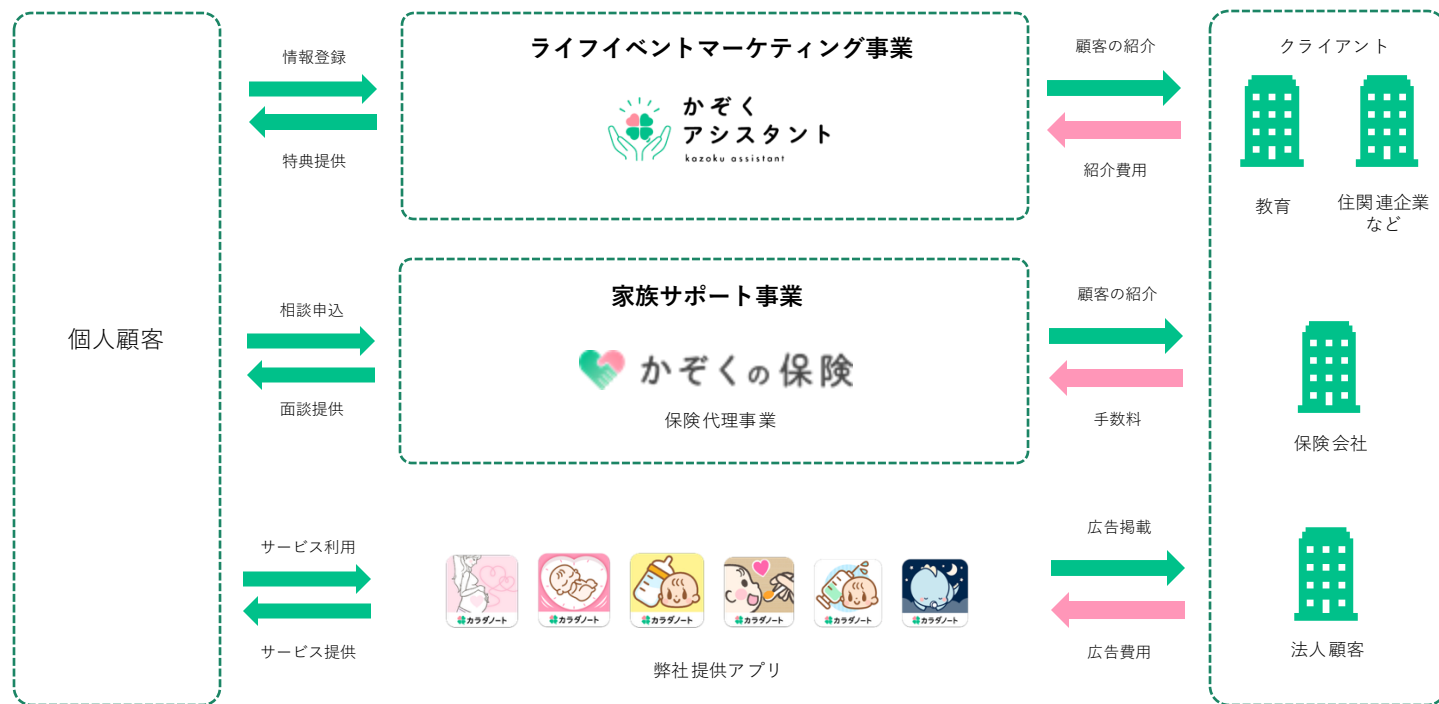 個人顧客
情報登録
特典提供
ライフイベントマーケティング事業
かぞく
アシスタント
kazoku assistant
顧客の紹介
紹介費用
クライアント
教育
住関連企業
など
相談申込
面談提供
家族サポート事業
かぞくの保険
保険代理事業
顧客の紹介
手数料
保険会社
サービス利用
サービス提供
カラダノート
カラダノート
カラダノート
カラダノート
カラダノート
カラダノート
弊社提供アプリ
広告掲載
広告費用
法人顧客